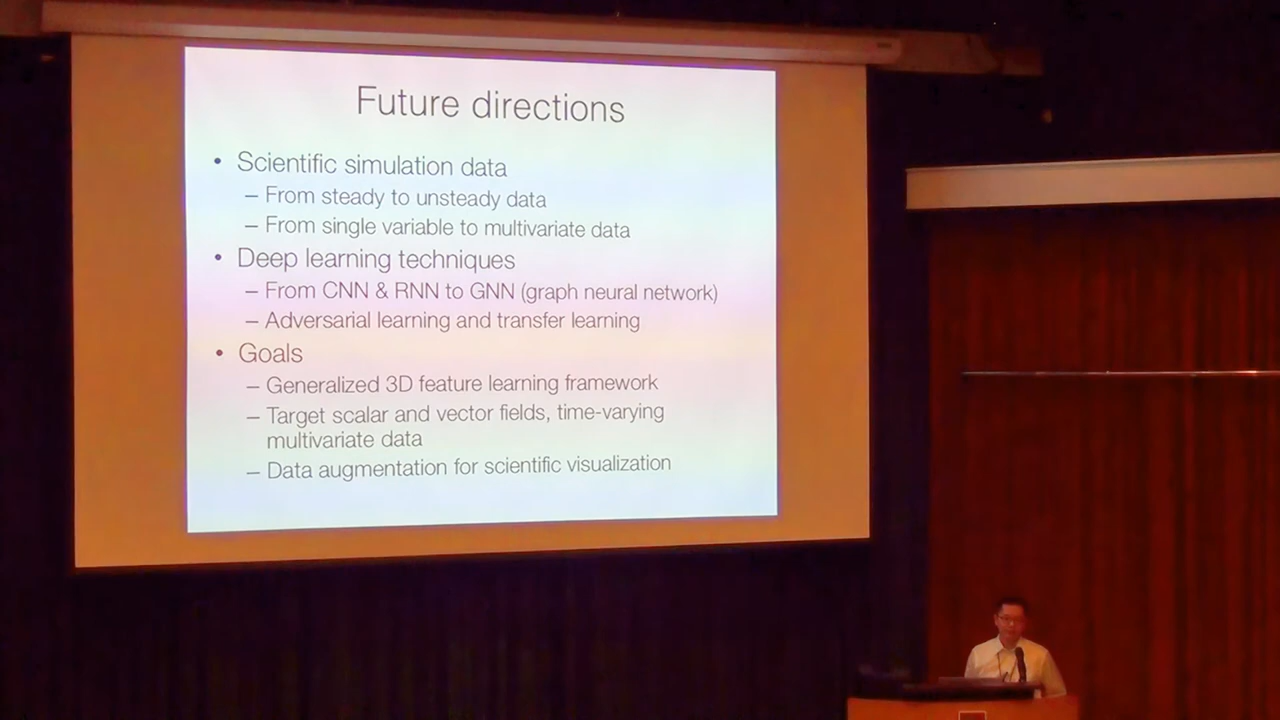 Future directions
• Scientific simulation data
– From steady to unsteady data
– From single variable to multivariate data
• Deep learning techniques
– From CNN & RNN to GNN (graph neural network)
– Adversarial learning and transfer learning
• Goals
– Generalized 3D feature learning framework
– Target scalar and vector fields, time-varying
multivariate data
– Data augmentation for scientific visualization